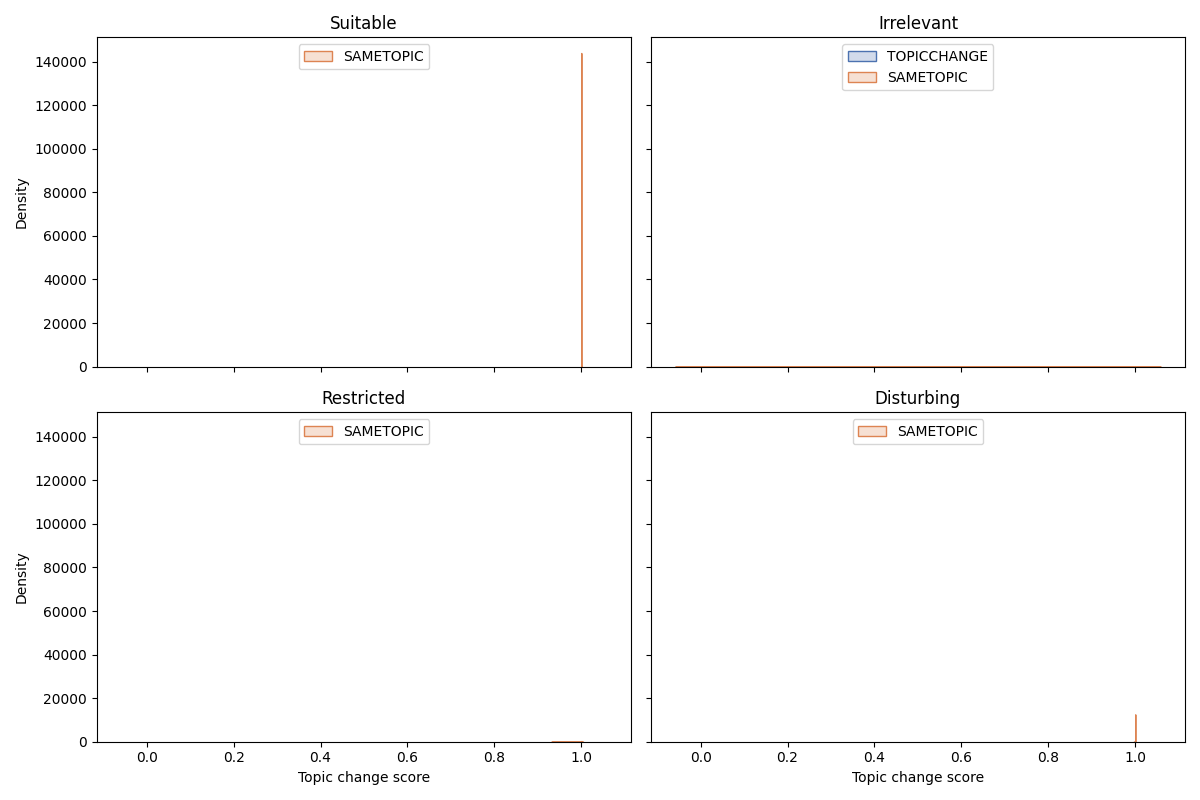 Suitable
SAMETOPIC
Density
140000
120000
100000
80000
60000
40000
20000
0
Irrelevant
TOPICCHANGE
SAMETOPIC
Restricted
SAMETOPIC
Density
140000
120000
100000
80000
60000
40000
20000
0
0.0 0.2 0.4 0.6 0.8 1.0
Topic change score
Disturbing
SAMETOPIC
0.0 0.2 0.4 0.6 0.8 1.0
Topic change score